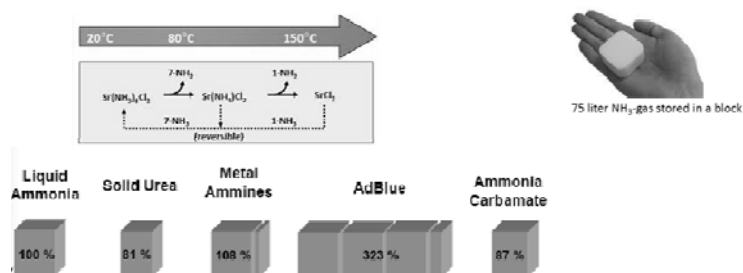 20°C 80°C 150°C
7-NH₃ 1-NH₃
Sr(NH₃)₈Cl₂ Sr(NH₃)Cl₂ SrCl₂
7-NH₃ 1-NH₃
(reversible)
75 liter NH₃-gas stored in a block
Liquid Ammonia
Solid Urea
Metal Ammines
AdBlue
Ammonia Carbamate
100 % 81 % 108 % 323 % 87 %